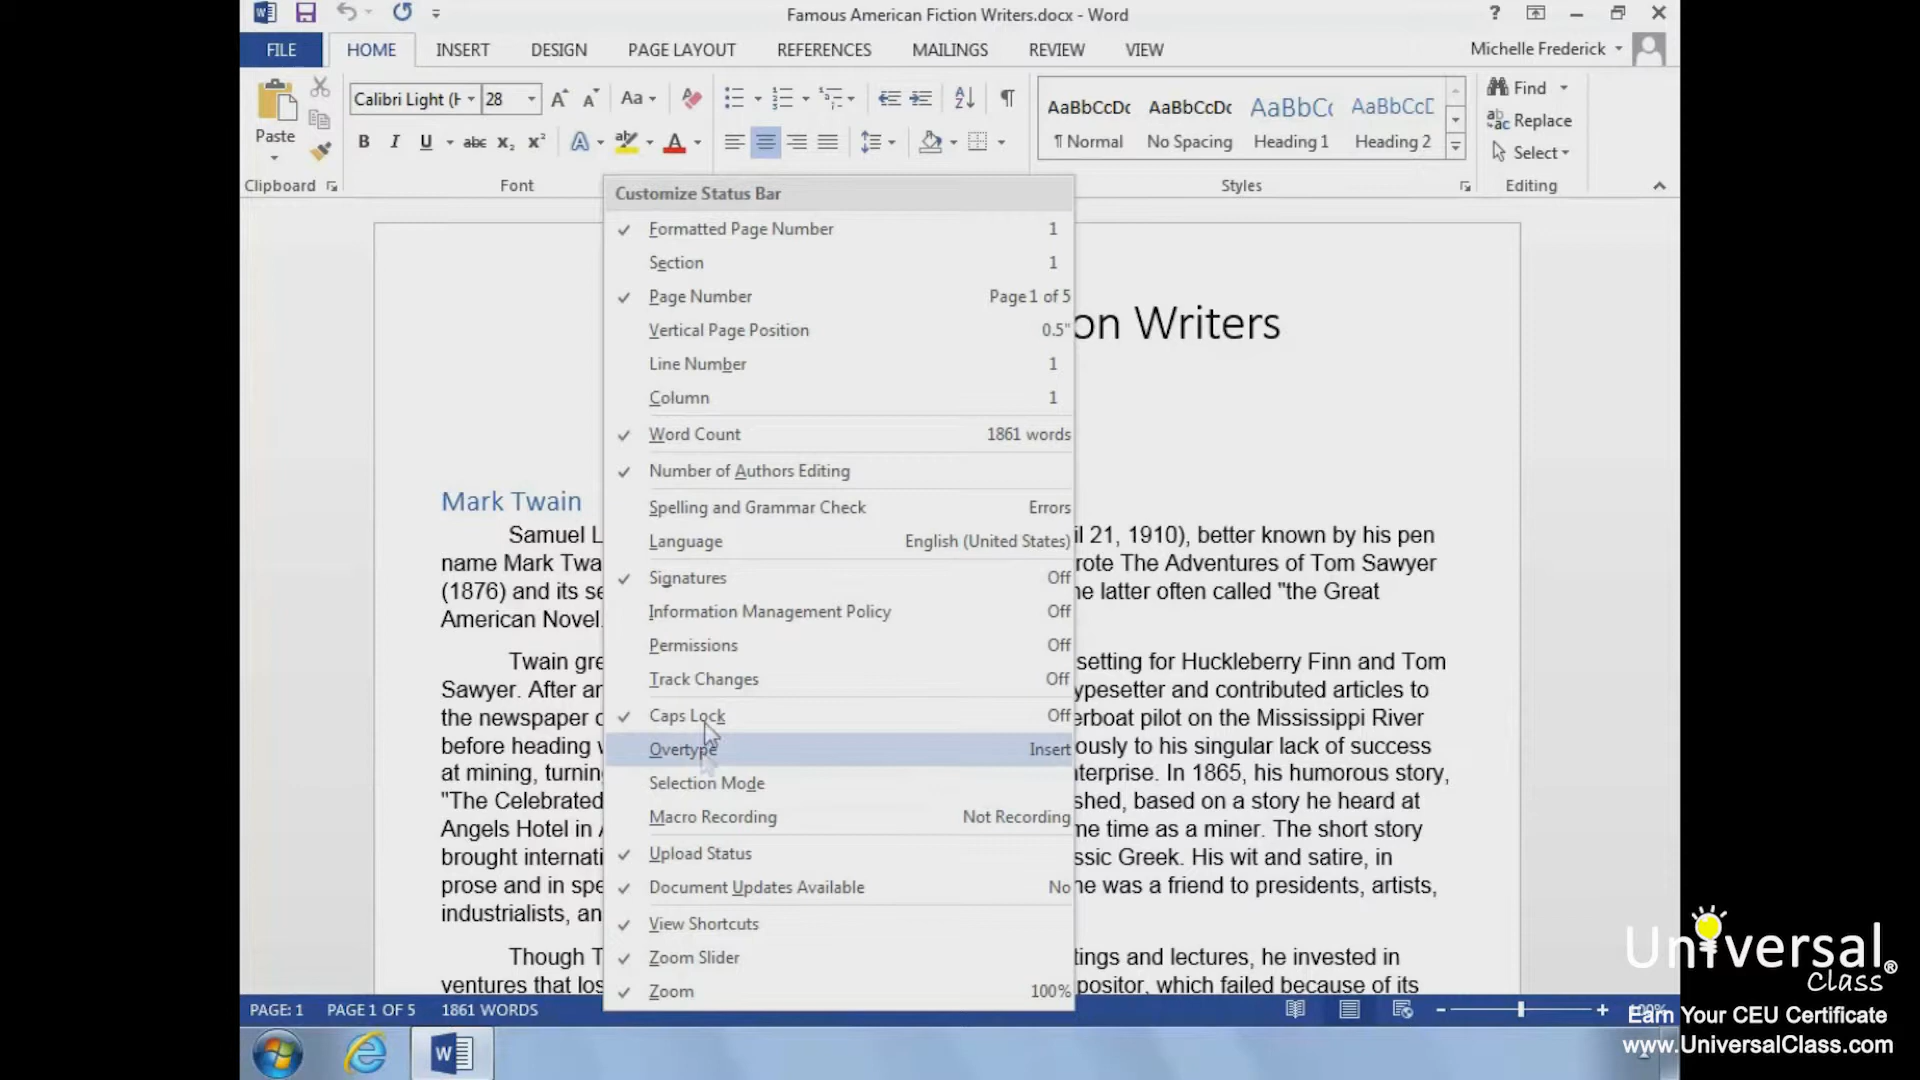 Famous American Fiction Writers.docx - Word
?
FILE HOME INSERT DESIGN PAGE LAYOUT REFERENCES MAILINGS REVIEW VIEW
Michelle Frederick
Paste
Calibri Light (H 28
Aa
B I U abc x₂ x²
A
AaBbCcDc AaBbCcDc AaBbCc AaBbCcD
¶ Normal No Spacing Heading 1 Heading 2
Find
Replace
Select
Clipboard Font Styles Editing
Customize Status Bar
Formatted Page Number 1
Section 1
Page Number Page 1 of 5
Vertical Page Position 0.5"
Line Number 1
Column 1
Word Count 1861 words
Number of Authors Editing
Spelling and Grammar Check Errors
Language English (United States)
Signatures Off
Information Management Policy Off
Permissions Off
Track Changes Off
Caps Lock Off
Overtype Insert
Selection Mode
Macro Recording Not Recording
Upload Status
Document Updates Available No
View Shortcuts
Zoom Slider
Zoom 100%
on Writers
Mark Twain
Samuel L il 21, 1910), better known by his pen
name Mark Twa rote The Adventures of Tom Sawyer
(1876) and its se ne latter often called "the Great
American Novel.
Twain gre setting for Huckleberry Finn and Tom
Sawyer. After an ypesetter and contributed articles to
the newspaper o erboat pilot on the Mississippi River
before heading w ously to his singular lack of success
at mining, turnin nterprise. In 1865, his humorous story,
"The Celebrated shed, based on a story he heard at
Angels Hotel in A me time as a miner. The short story
brought internati ssic Greek. His wit and satire, in
prose and in spe he was a friend to presidents, artists,
industrialists, an
Though T tings and lectures, he invested in
ventures that los positor, which failed because of its
PAGE: 1 PAGE 1 OF 5 1861 WORDS
100%
Universal
Class®
Earn Your CEU Certificate
www.UniversalClass.com